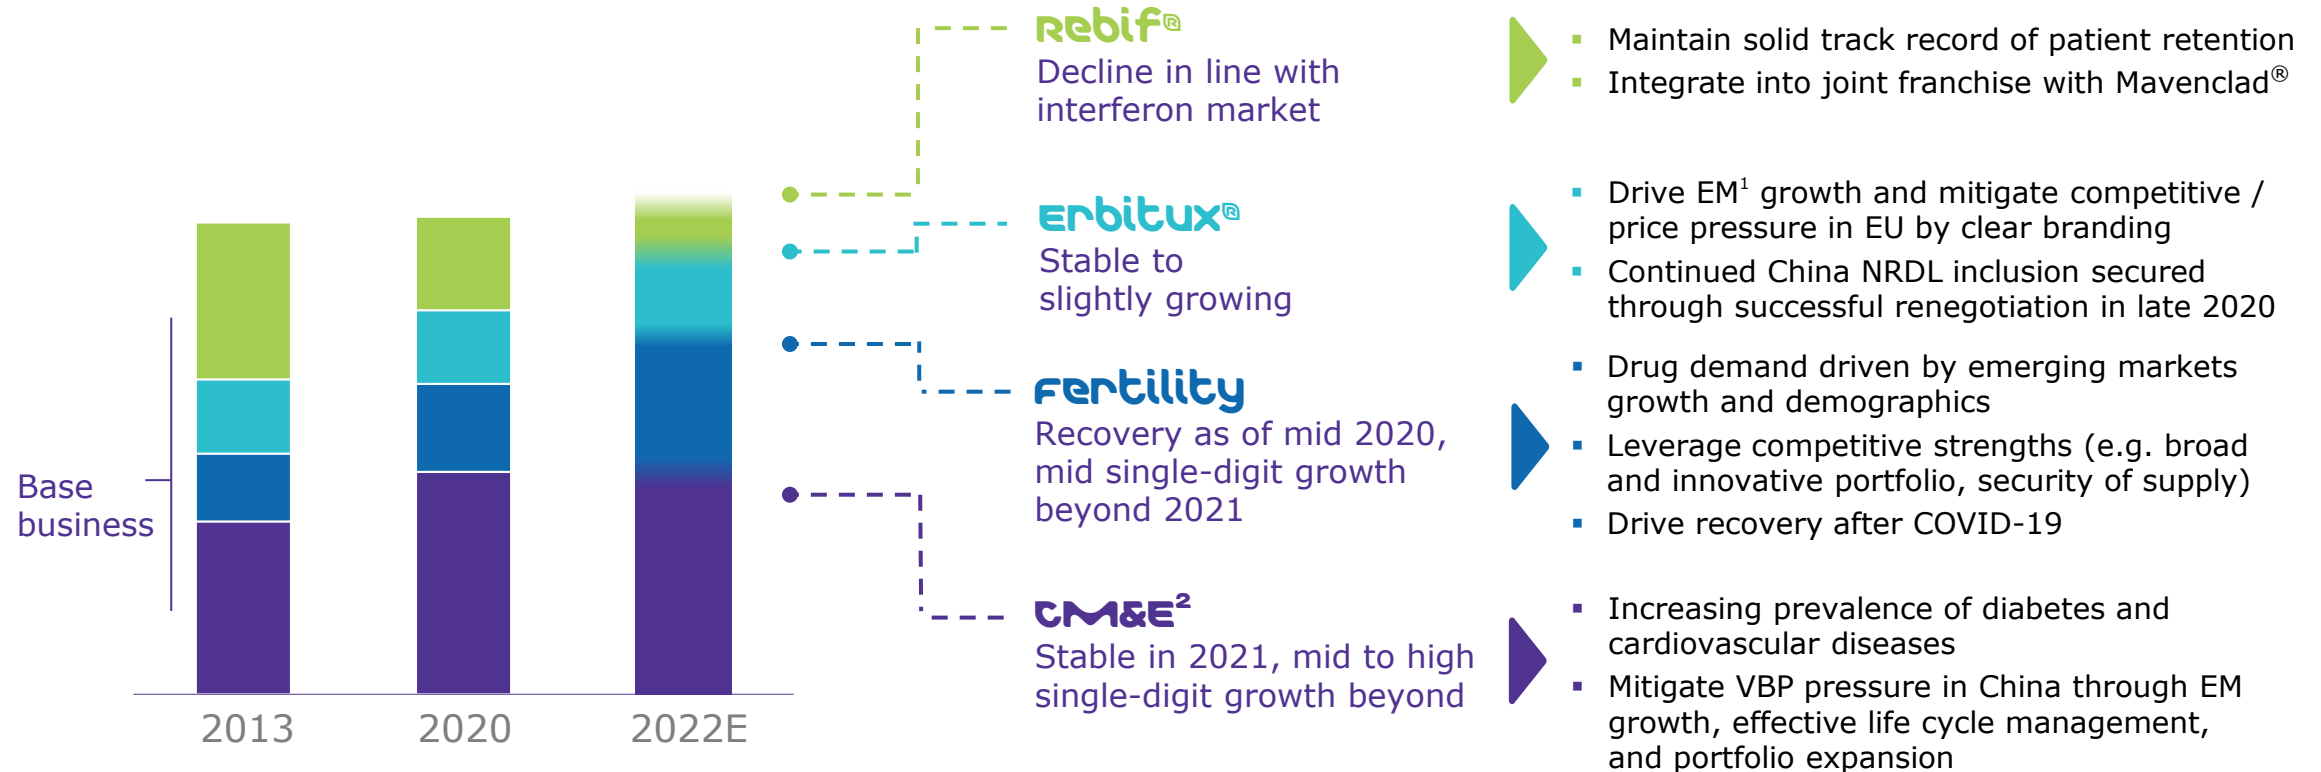 Base
business
2013
2020
2022E
Rebif®
Decline in line with
interferon market
Maintain solid track record of patient retention
Integrate into joint franchise with Mavenclad®
Erbitux®
Stable to
slightly growing
Drive EM¹ growth and mitigate competitive /
price pressure in EU by clear branding
Continued China NRDL inclusion secured
through successful renegotiation in late 2020
Fertility
Recovery as of mid 2020,
mid single-digit growth
beyond 2021
Drug demand driven by emerging markets
growth and demographics
Leverage competitive strengths (e.g. broad
and innovative portfolio, security of supply)
Drive recovery after COVID-19
CM&E²
Stable in 2021, mid to high
single-digit growth beyond
Increasing prevalence of diabetes and
cardiovascular diseases
Mitigate VBP pressure in China through EM
growth, effective life cycle management,
and portfolio expansion